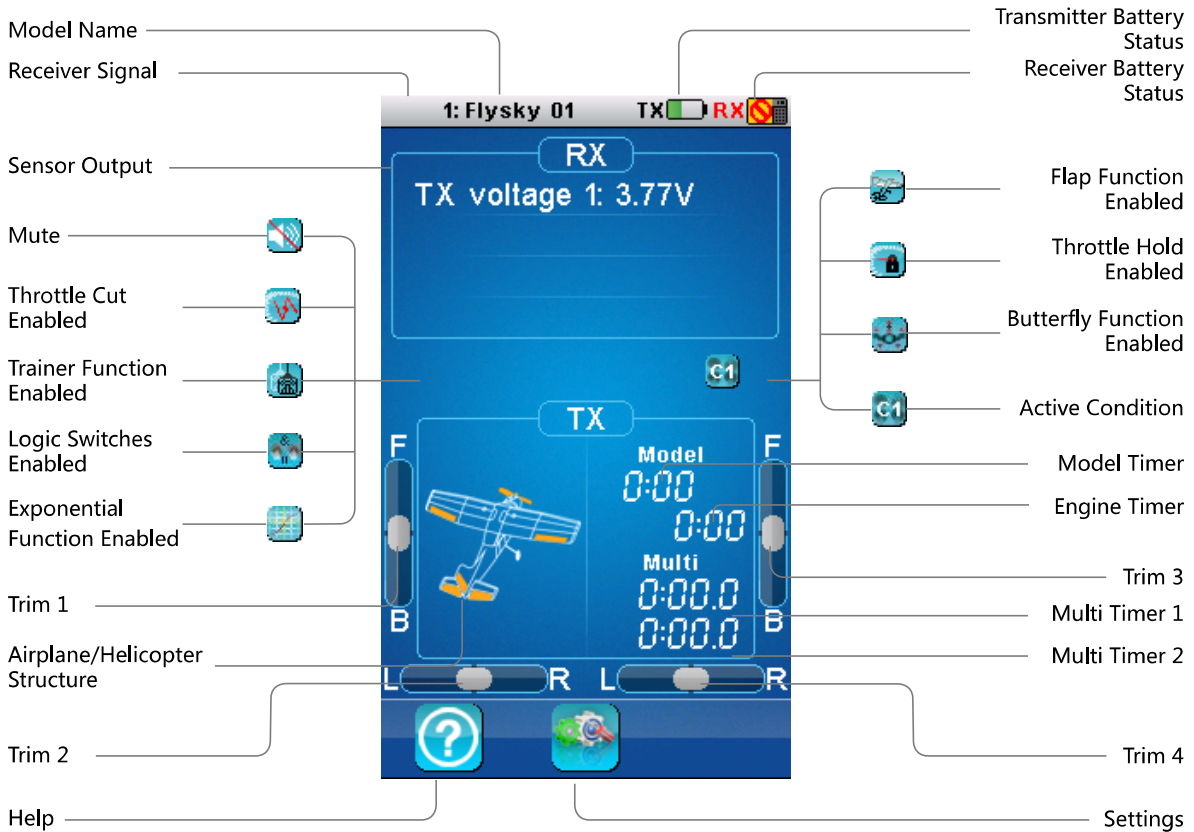 Model Name
Receiver Signal
Transmitter Battery
Status
Receiver Battery
Status
1: Flysky 01
TX
RX
Sensor Output
RX
TX voltage 1: 3.77V
Mute
Throttle Cut
Enabled
Trainer Function
Enabled
Logic Switches
Enabled
&
Exponential
Function Enabled
Flap Function
Enabled
Throttle Hold
Enabled
Butterfly Function
Enabled
C1
C1
Active Condition
TX
F
F
Model
0:00
0:00
Multi
0:00.0
0:00.0
B
B
Model Timer
Engine Timer
Trim 1
Trim 3
Multi Timer 1
Multi Timer 2
Airplane/Helicopter
Structure
L
R
L
R
Trim 2
?
Trim 4
Help
Settings